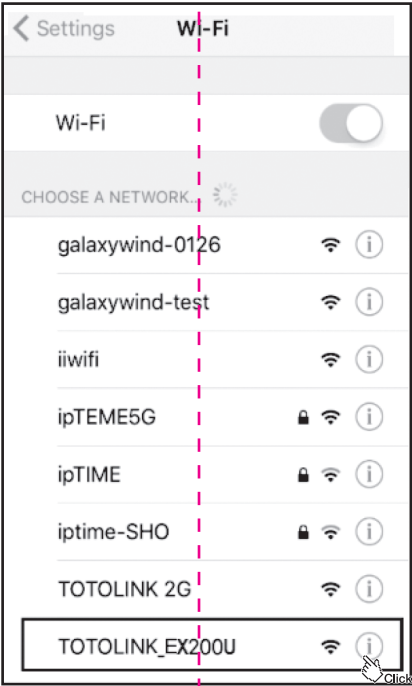 Settings Wi-Fi
Wi-Fi
CHOOSE A NETWORK...
galaxywind-0126
galaxywind-test
iiwifi
ipTEME5G
ipTIME
iptime-SHO
TOTOLINK 2G
TOTOLINK_EX200U
Click